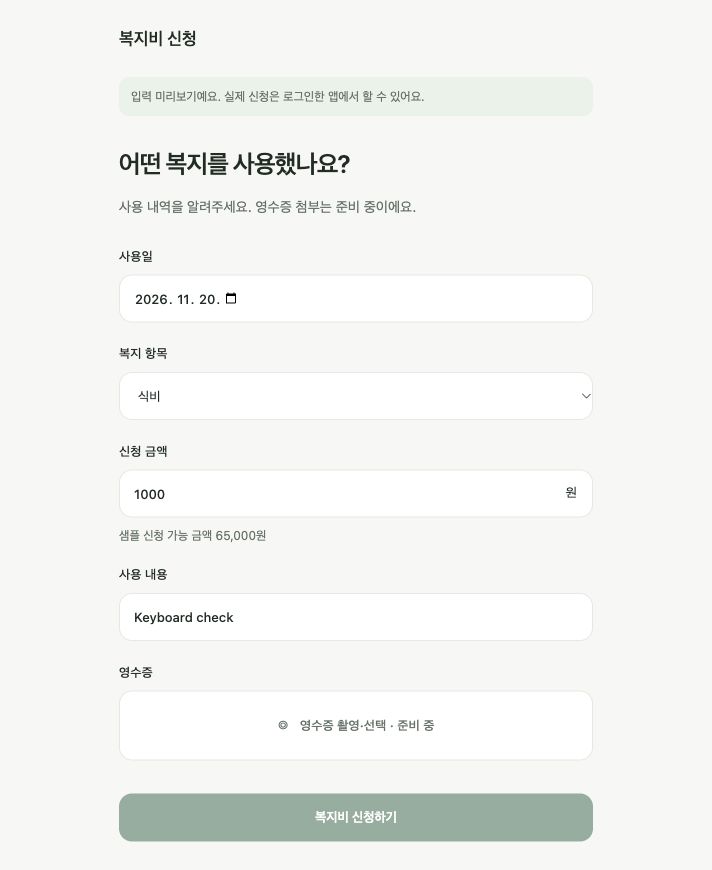 복지비 신청
입력 미리보기예요. 실제 신청은 로그인한 앱에서 할 수 있어요.
어떤 복지를 사용했나요?
사용 내역을 알려주세요. 영수증 첨부는 준비 중이에요.
사용일
2026. 11. 20.
복지 항목
식비
신청 금액
1000 원
샘플 신청 가능 금액 65,000원
사용 내용
Keyboard check
영수증
◎ 영수증 촬영·선택 · 준비 중
복지비 신청하기